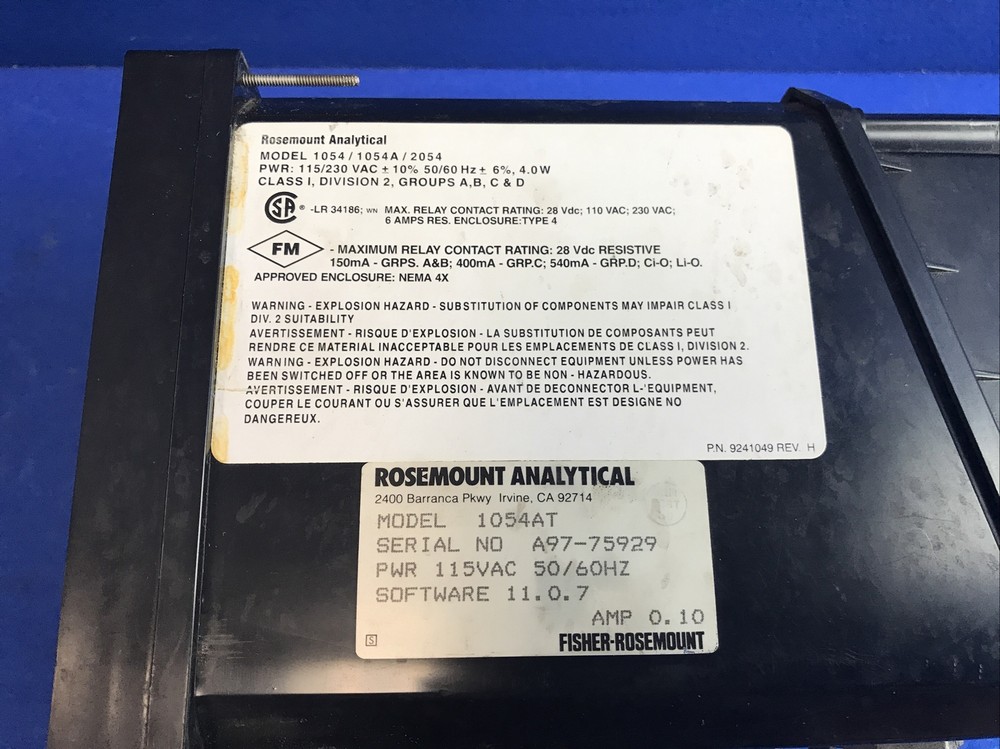 Rosemount Analytical
MODEL 1054 / 1054A / 2054
PWR: 115/230 VAC ± 10% 50/60 Hz ± 6%, 4.0 W
CLASS I, DIVISION 2, GROUPS A,B, C & D
SA ® -LR 34186; WN MAX. RELAY CONTACT RATING: 28 Vdc; 110 VAC; 230 VAC;
6 AMPS RES. ENCLOSURE:TYPE 4
FM - MAXIMUM RELAY CONTACT RATING: 28 Vdc RESISTIVE
150mA - GRPS. A&B; 400mA - GRP.C; 540mA - GRP.D; Ci-O; Li-O.
APPROVED ENCLOSURE: NEMA 4X
WARNING - EXPLOSION HAZARD - SUBSTITUTION OF COMPONENTS MAY IMPAIR CLASS I
DIV. 2 SUITABILITY
AVERTISSEMENT - RISQUE D'EXPLOSION - LA SUBSTITUTION DE COMPOSANTS PEUT
RENDRE CE MATERIAL INACCEPTABLE POUR LES EMPLACEMENTS DE CLASS I, DIVISION 2.
WARNING - EXPLOSION HAZARD - DO NOT DISCONNECT EQUIPMENT UNLESS POWER HAS
BEEN SWITCHED OFF OR THE AREA IS KNOWN TO BE NON - HAZARDOUS.
AVERTISSEMENT - RISQUE D'EXPLOSION - AVANT DE DECONNECTOR L-'EQUIPMENT,
COUPER LE COURANT OU S'ASSURER QUE L'EMPLACEMENT EST DESIGNE NO
DANGEREUX.
P.N. 9241049 REV. H
ROSEMOUNT ANALYTICAL
2400 Barranca Pkwy Irvine, CA 92714
MODEL 1054AT
SERIAL NO A97-75929
PWR 115VAC 50/60HZ
SOFTWARE 11.0.7
AMP 0.10
S
FISHER-ROSEMOUNT